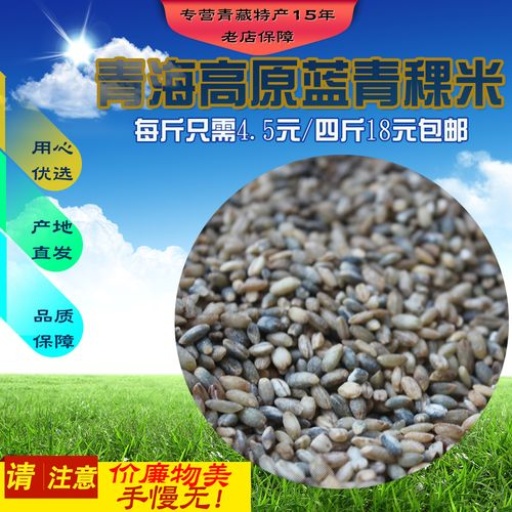 专营青藏特产15年
老店保障
青海高原蓝青稞米
每斤只需4.5元/四斤18元包邮
用心
优选
产地
直发
品质
保障
请 注意
价廉物美
手慢无!